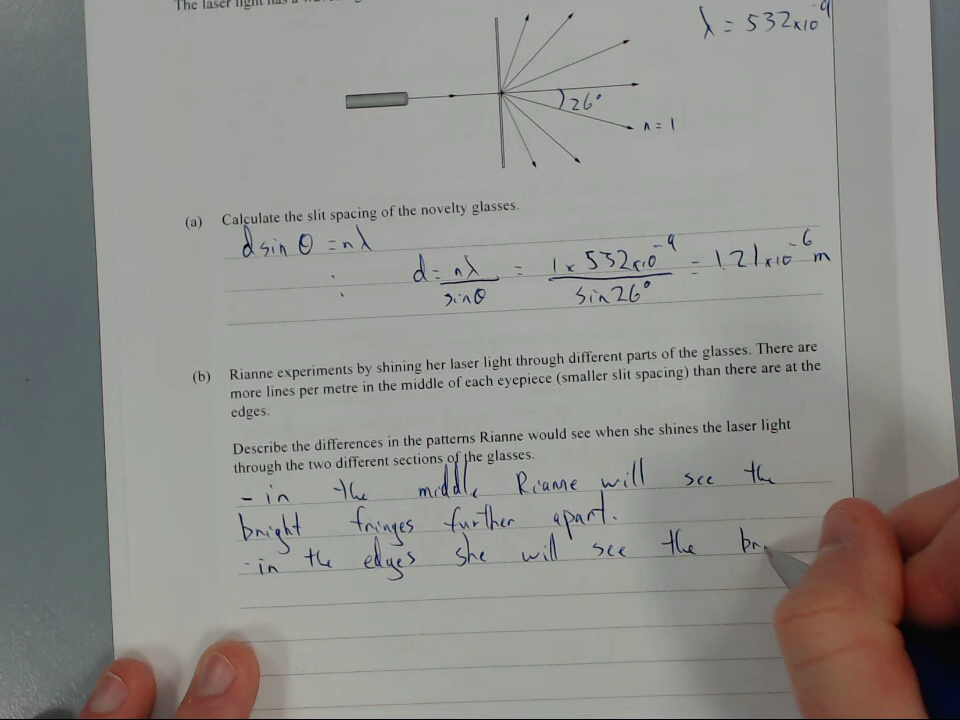 The laser light has a
λ = 532x10⁻⁹
26°
n = 1
(a) Calculate the slit spacing of the novelty glasses.
d sin θ = nλ
d = nλ / sinθ = 1 x 532x10⁻⁹ / sin26° = 1.21x10⁻⁶ m
(b) Rianne experiments by shining her laser light through different parts of the glasses. There are
more lines per metre in the middle of each eyepiece (smaller slit spacing) than there are at the
edges.
Describe the differences in the patterns Rianne would see when she shines the laser light
through the two different sections of the glasses.
- in the middle Rianne will see the
bright fringes further apart.
- in the edges she will see the br